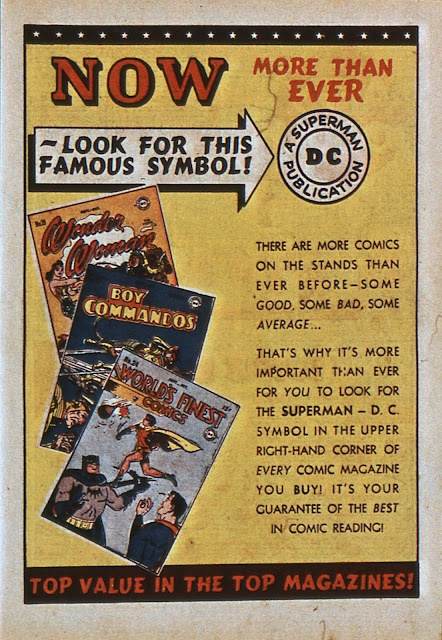 NOW
MORE THAN
EVER
~LOOK FOR THIS
FAMOUS SYMBOL!
A SUPERMAN
DC
PUBLICATION
Wonder
Woman
BOY
COMMANDOS
WORLD'S FINEST
COMICS
15¢
THERE ARE MORE COMICS
ON THE STANDS THAN
EVER BEFORE—SOME
GOOD, SOME BAD, SOME
AVERAGE...
THAT'S WHY IT'S MORE
IMPORTANT THAN EVER
FOR YOU TO LOOK FOR
THE SUPERMAN – D. C.
SYMBOL IN THE UPPER
RIGHT-HAND CORNER OF
EVERY COMIC MAGAZINE
YOU BUY! IT'S YOUR
GUARANTEE OF THE BEST
IN COMIC READING!
TOP VALUE IN THE TOP MAGAZINES!